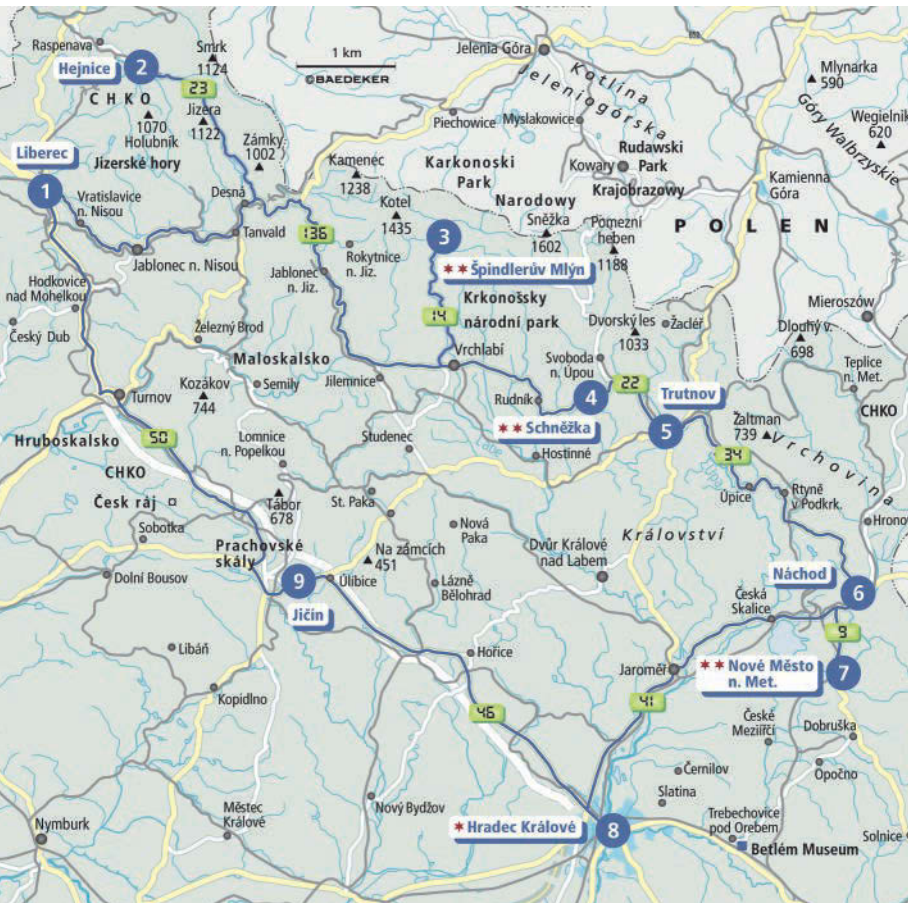 Raspenava
Smrk
1124
Hejnice
2
23
CHKO
Jizera
1122
1070
Holubník
Jízerské hory
Zámky
1002
Liberec
1
Vratislavice
n. Nisou
Desná
Tanvald
Jablonec n. Nisou
1 km
©BAEDEKER
Jelenia Góra
Kotlina
Jeleniogórska
Piechowice
Mysłakowice
Karkonoski
Park
Narodowy
Kowary
Rudawski
Park
Krajobrazowy
Mlynarka
590
Góry Walbrzyskie
Wegielnik
620
Kamienna
Góra
POLEN
Mieroszów
Kamenec
1238
Kotel
1435
3
Sněžka
1602
Pomezní
heben
1188
136
Rokytnice
n. Jiz.
Jablonec
n. Jiz.
** Špindlerův Mlýn
14
Krkonošsky
národní park
Vrchlabí
Dvorský les
1033
Žacléř
Dlouhý v.
698
Teplice
n. Met.
CHKO
Hodkovice
nad Mohelkou
Český Dub
Železný Brod
Maloskalsko
Semily
Kozákov
744
Turnov
Jilemnice
Svoboda
n. Úpou
Rudník
4
22
** Schněžka
Trutnov
5
Hostinné
Labe
Žaltman
739
Vrchovina
34
Úpice
Rtyně
v Podkrk.
Hronov
Hruboskalsko
50
Lomnice
n. Popelkou
Studenec
CHKO
Česk ráj
Tábor
678
St. Paka
Sobotka
Prachovské
skály
Nová
Paka
Na zámcích
451
Království
Dvůr Králové
nad Labem
Dolní Bousov
9
Jičín
Úlibice
Lázně
Bělohrad
Náchod
6
Česká
Skalice
9
Libáň
Hořice
Jaroměř
** Nové Město
n. Met.
7
Kopidlno
46
41
České
Meziříčí
Dobruška
Opočno
Černilov
Slatina
Nový Bydžov
Městec
Králové
Nymburk
* Hradec Králové
8
Trebechovice
pod Orebem
Solnice
Betlém Museum